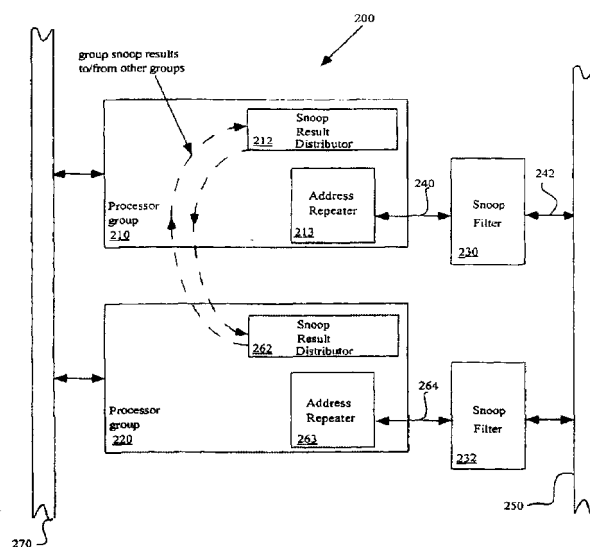 200
group snoop results
to/from other groups
Snoop
212 Result
Distributor
Address
Repeater
213
Processor
group
210
240
Snoop
Filter
230
242
Snoop
262 Result
Distributor
Address
Repeater
263
Processor
group
220
264
Snoop
Filter
232
250
270